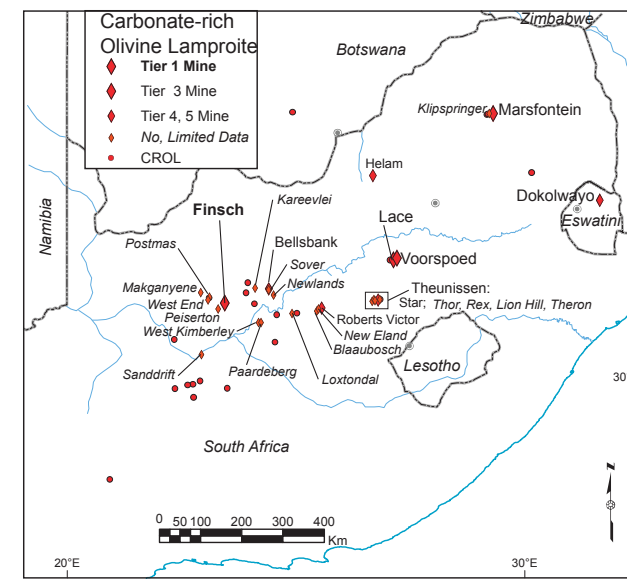 Carbonate-rich
Olivine Lamproite
Tier 1 Mine
Tier 3 Mine
Tier 4, 5 Mine
No, Limited Data
CROL
Zimbabwe
Botswana
Klipspringer
Marsfontein
Helam
Dokolwayo
Eswatini
Namibia
Kareevlei
Finsch
Lace
Postmas
Bellsbank
Voorspoed
Sover
Makganyene
Newlands
Theunissen:
West End
Star; Thor, Rex, Lion Hill, Theron
Peiserton
Roberts Victor
West Kimberley
New Eland
Blaaubosch
Sanddrift
Paardeberg
Loxtondal
Lesotho
30
South Africa
N
0 50 100 200 300 400
Km
20°E
30°E